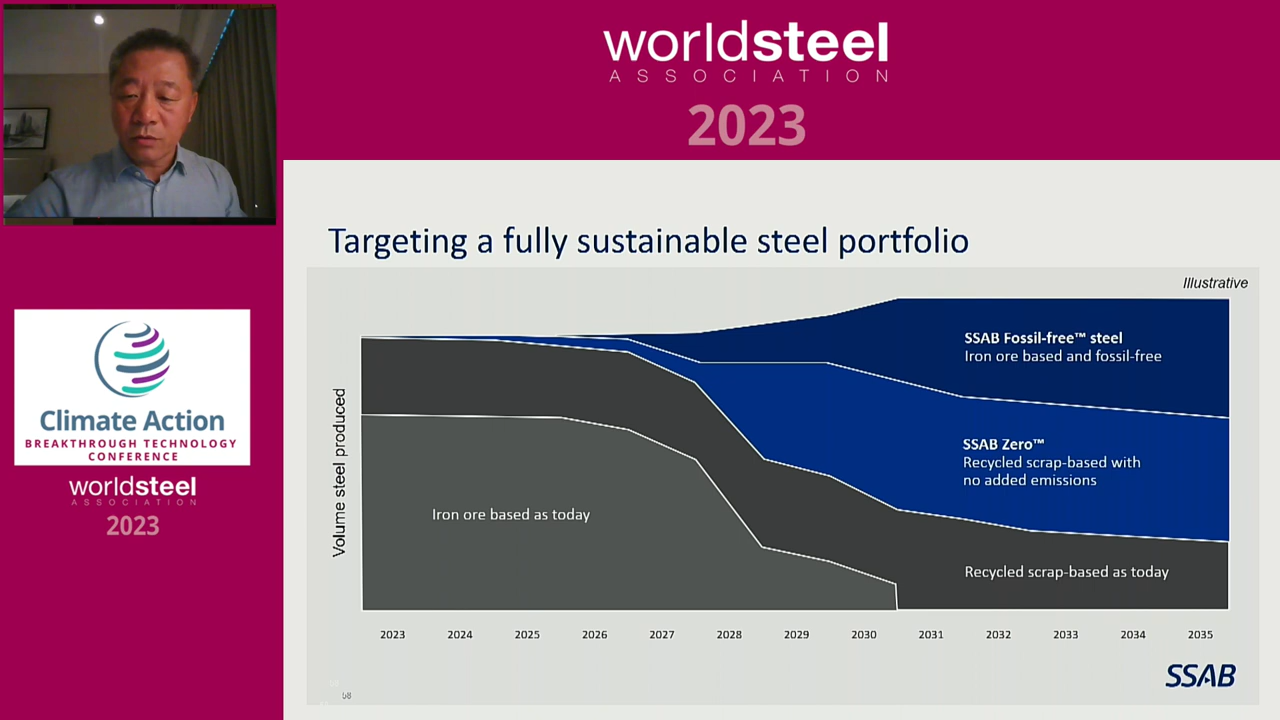 worldsteel
ASSOCIATION
2023
Climate Action
BREAKTHROUGH TECHNOLOGY
CONFERENCE
worldsteel
ASSOCIATION
2023
Targeting a fully sustainable steel portfolio
Illustrative
Volume steel produced
SSAB Fossil-free™ steel
Iron ore based and fossil-free
SSAB Zero™
Recycled scrap-based with
no added emissions
Iron ore based as today
Recycled scrap-based as today
2023 2024 2025 2026 2027 2028 2029 2030 2031 2032 2033 2034 2035
SSAB